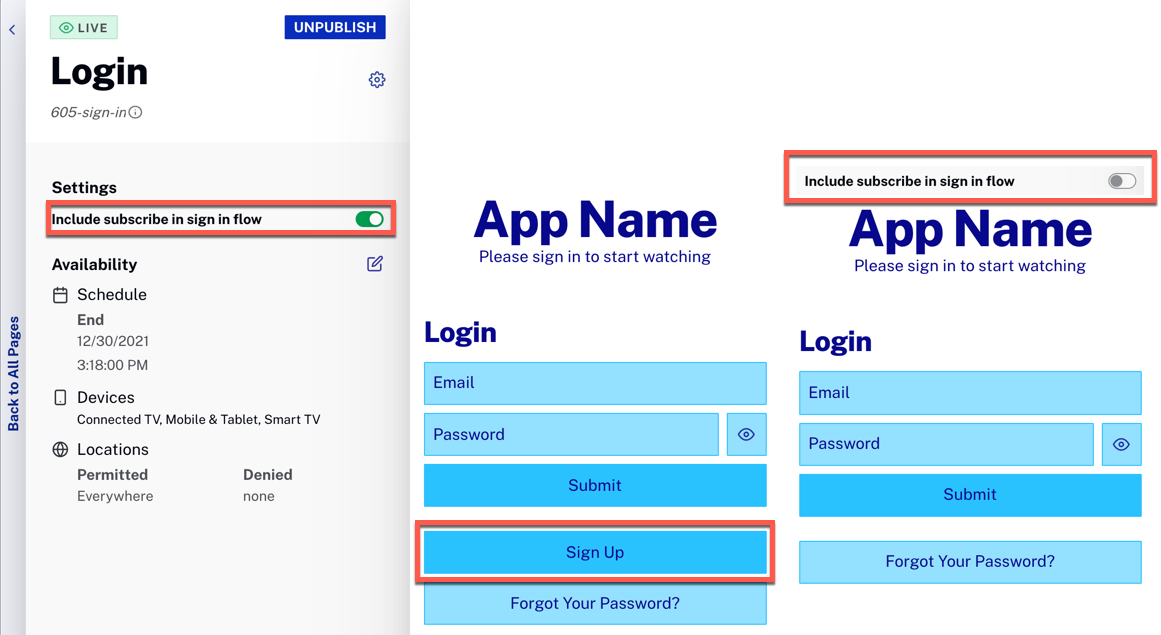 LIVE
UNPUBLISH
Login
605-sign-in
Settings
Include subscribe in sign in flow
Availability
Schedule
End
12/30/2021
3:18:00 PM
Devices
Connected TV, Mobile & Tablet, Smart TV
Locations
Permitted
Denied
Everywhere
none
Back to All Pages
App Name
Please sign in to start watching
Login
Email
Password
Submit
Sign Up
Forgot Your Password?
Include subscribe in sign in flow
App Name
Please sign in to start watching
Login
Email
Password
Submit
Forgot Your Password?